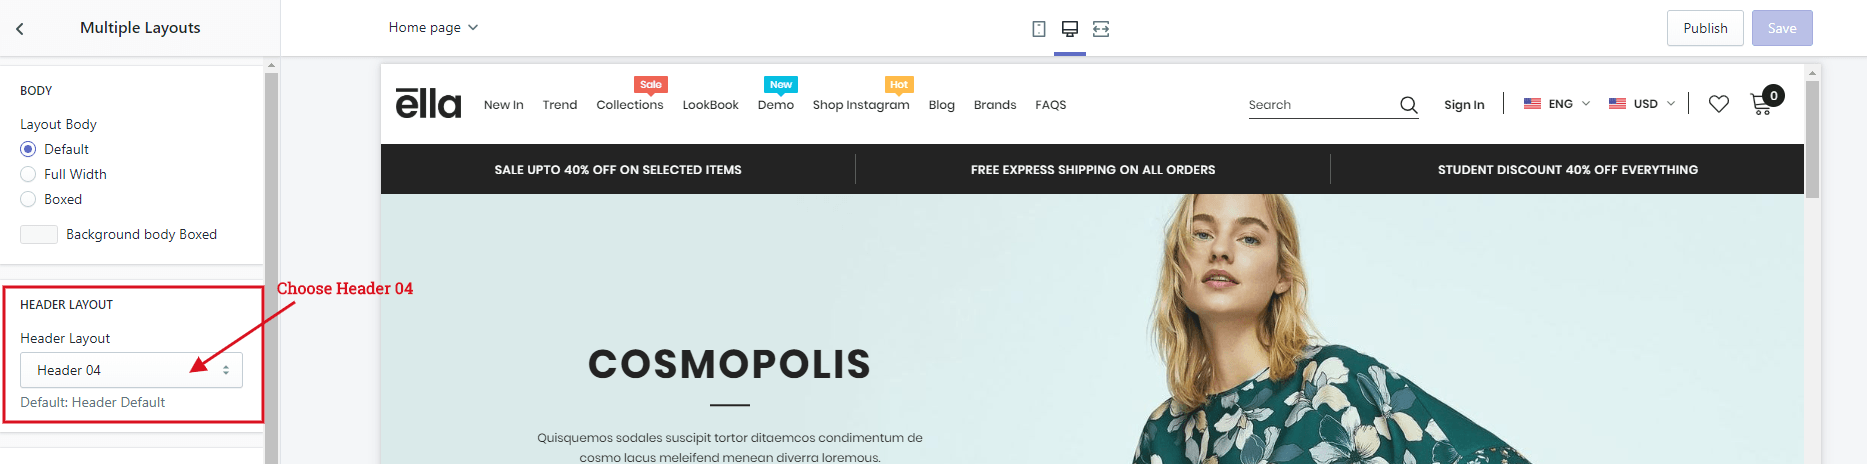 Multiple Layouts
Home page
Publish
Save
BODY
Layout Body
Default
Full Width
Boxed
Background body Boxed
HEADER LAYOUT
Header Layout
Header 04
Default: Header Default
Choose Header 04
Sale
New
Hot
ella
New In Trend Collections LookBook Demo Shop Instagram Blog Brands FAQS
Search
Sign In
ENG
USD
0
SALE UPTO 40% OFF ON SELECTED ITEMS
FREE EXPRESS SHIPPING ON ALL ORDERS
STUDENT DISCOUNT 40% OFF EVERYTHING
COSMOPOLIS
Quisquemos sodales suscipit tortor ditaemcos condimentum de
cosmo lacus meleifend menean diverra loremous.